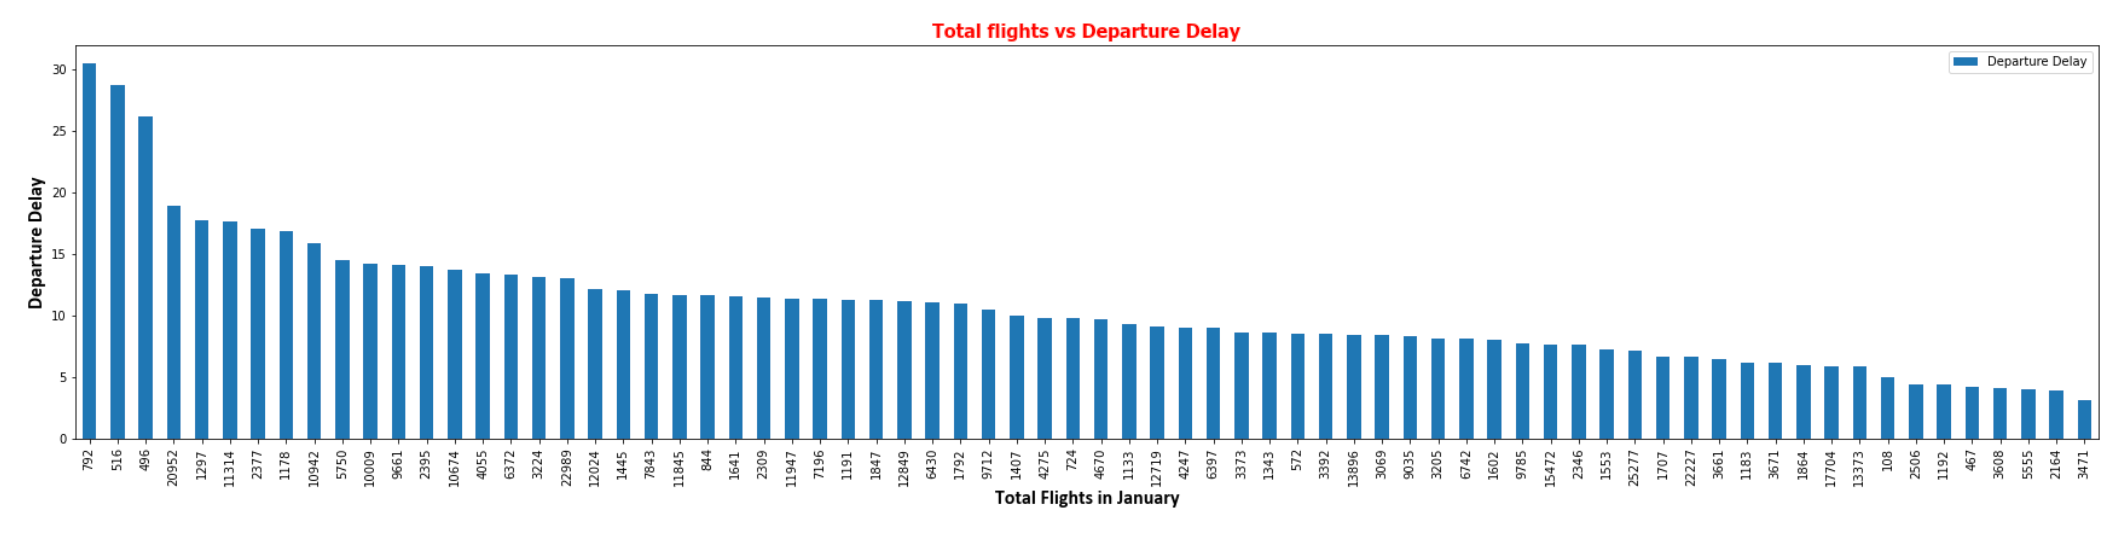 Total flights vs Departure Delay
Departure Delay
Departure Delay
30
25
20
15
10
5
0
792 516 496 20952 1297 11314 2377 1178 10942 5750 10009 9661 2395 10674 4055 6372 3224 22989 12024 1445 7843 11845 844 1641 2309 11947 7196 1191 1847 12849 6430 1792 9712 1407 4275 724 4670 1133 12719 4247 6397 3373 1343 572 3392 13896 3069 9035 3205 6742 1602 9785 15472 2346 1553 25277 1707 22227 3661 1183 3671 1864 17704 13373 108 2506 1192 467 3608 5555 2164 3471
Total Flights in January